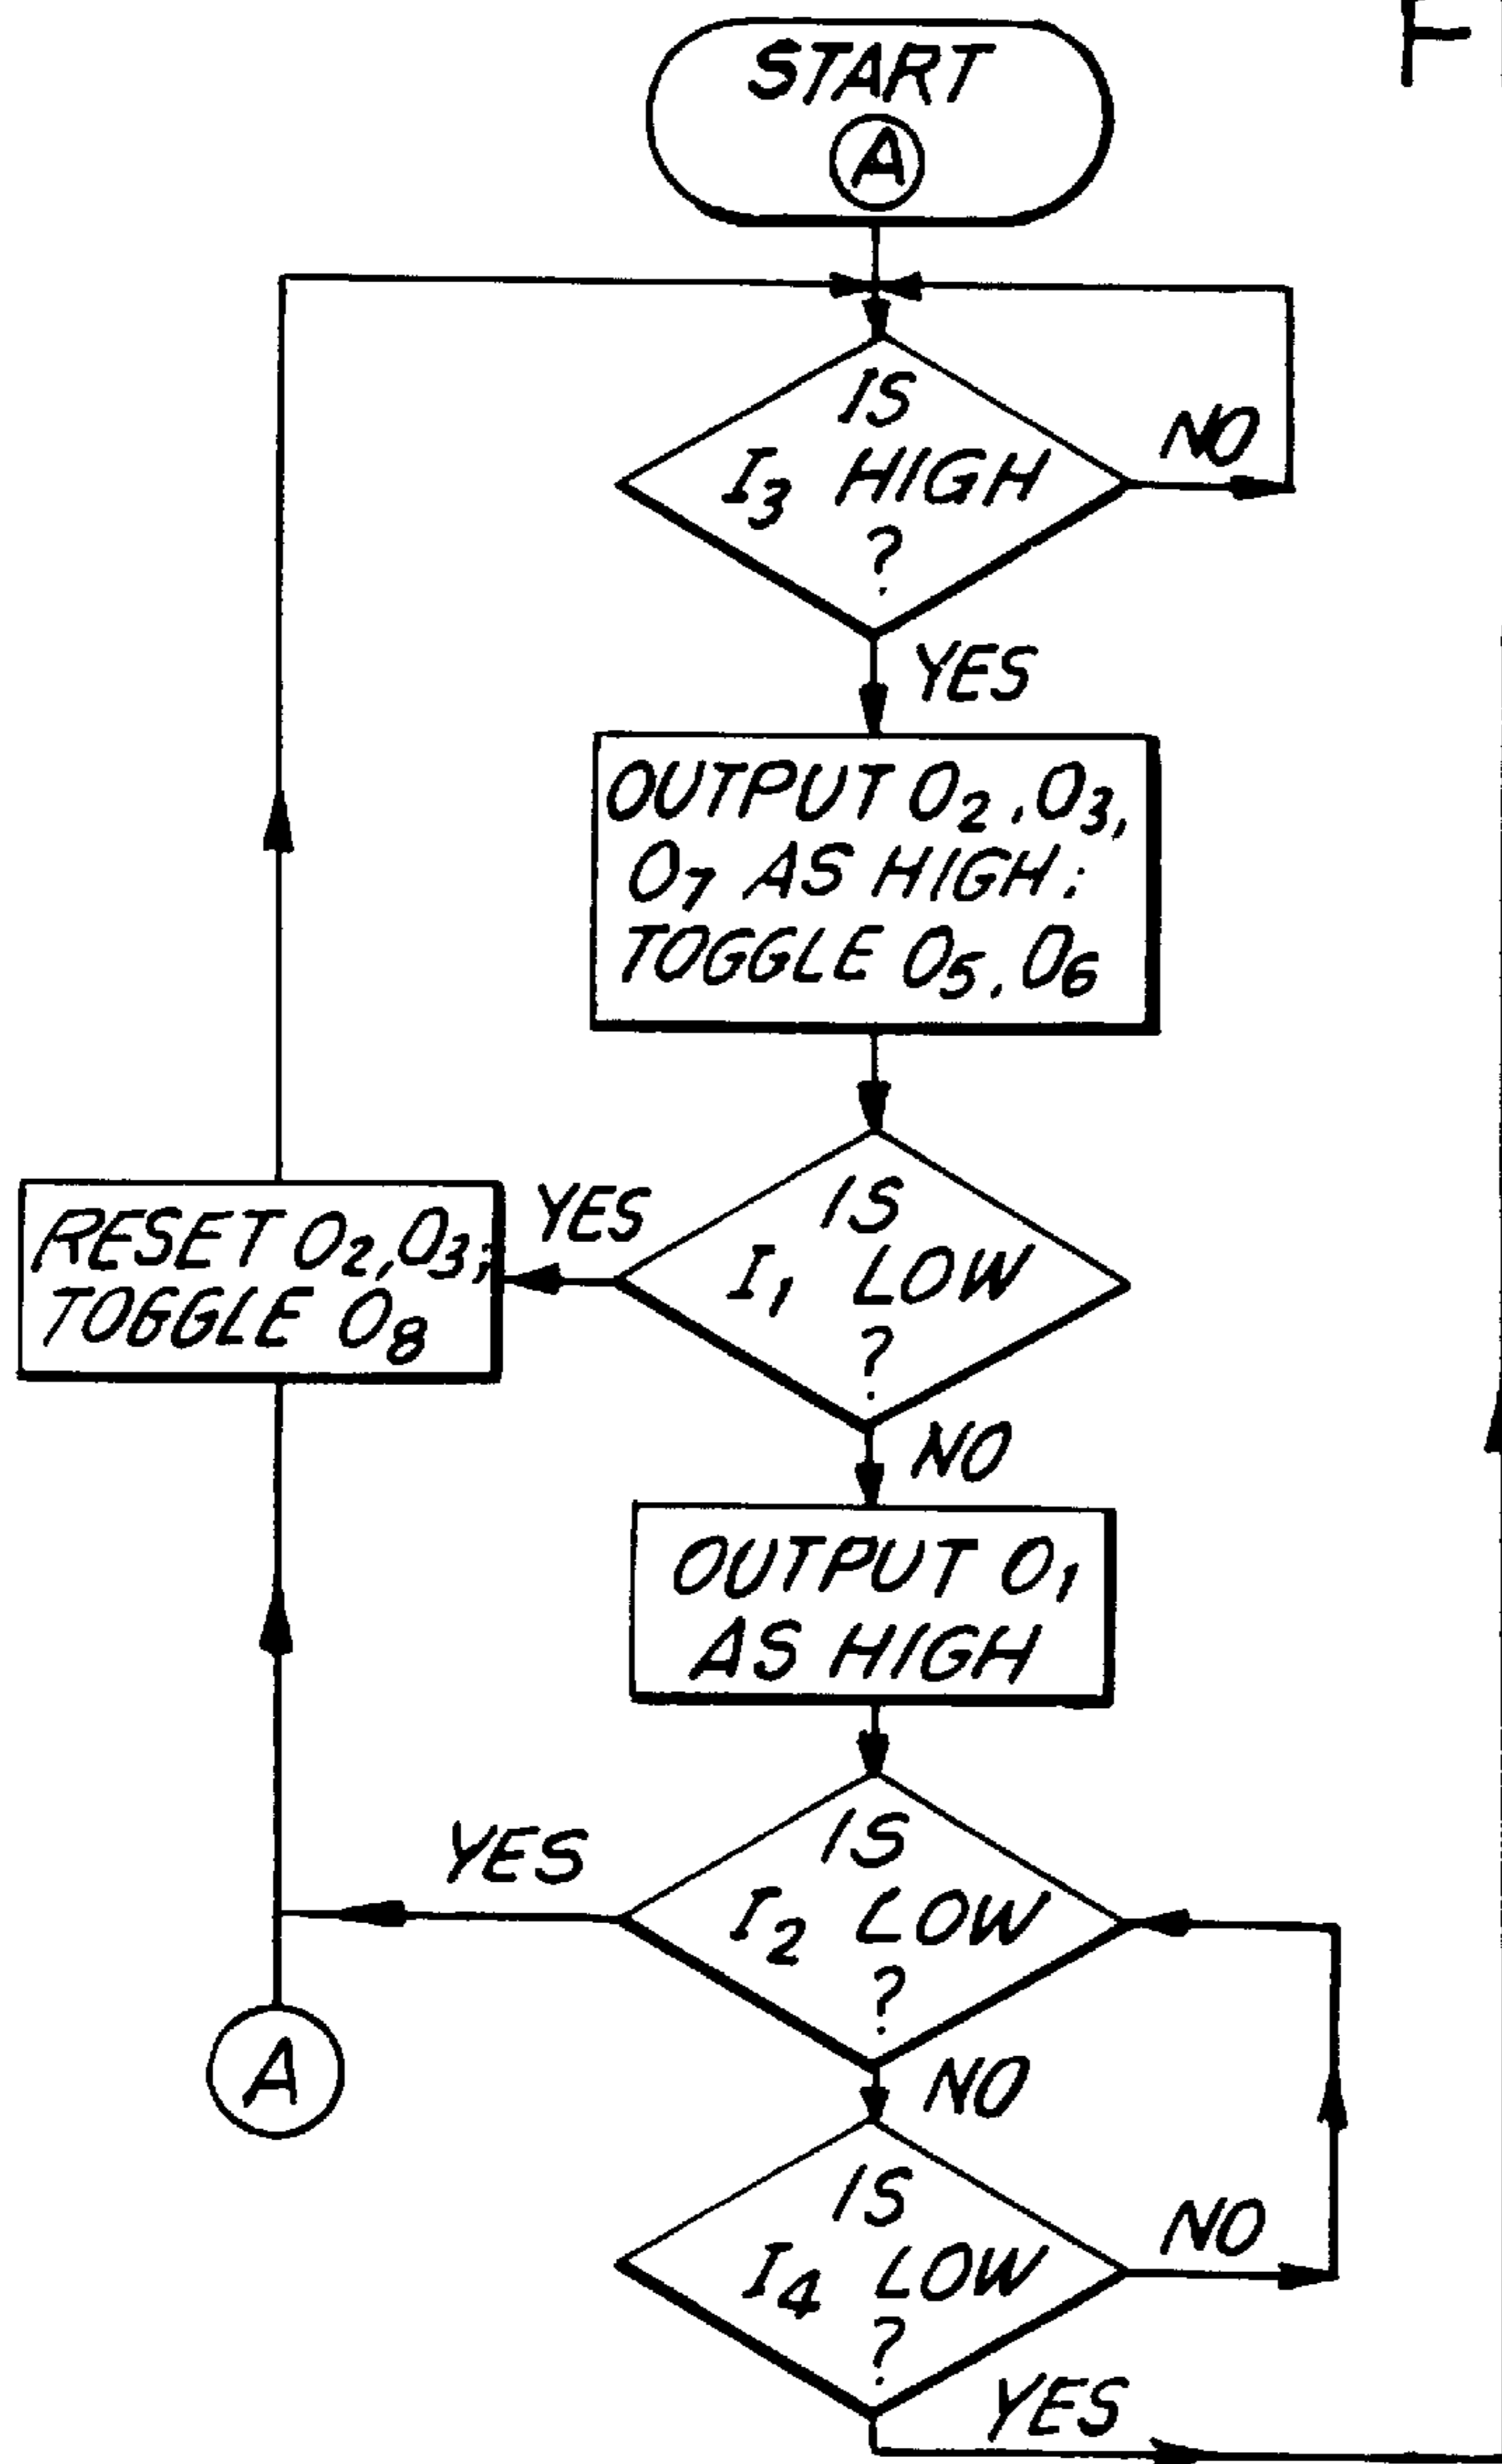 START
A
IS
I3 HIGH
?
NO
YES
OUTPUT O2, O3,
O7 AS HIGH:
TOGGLE O5, O6
IS
I1 LOW
?
YES
RESET O2, O3;
TOGGLE O8
NO
OUTPUT O1
AS HIGH
IS
I2 LOW
?
YES
NO
A
IS
I4 LOW
?
NO
YES